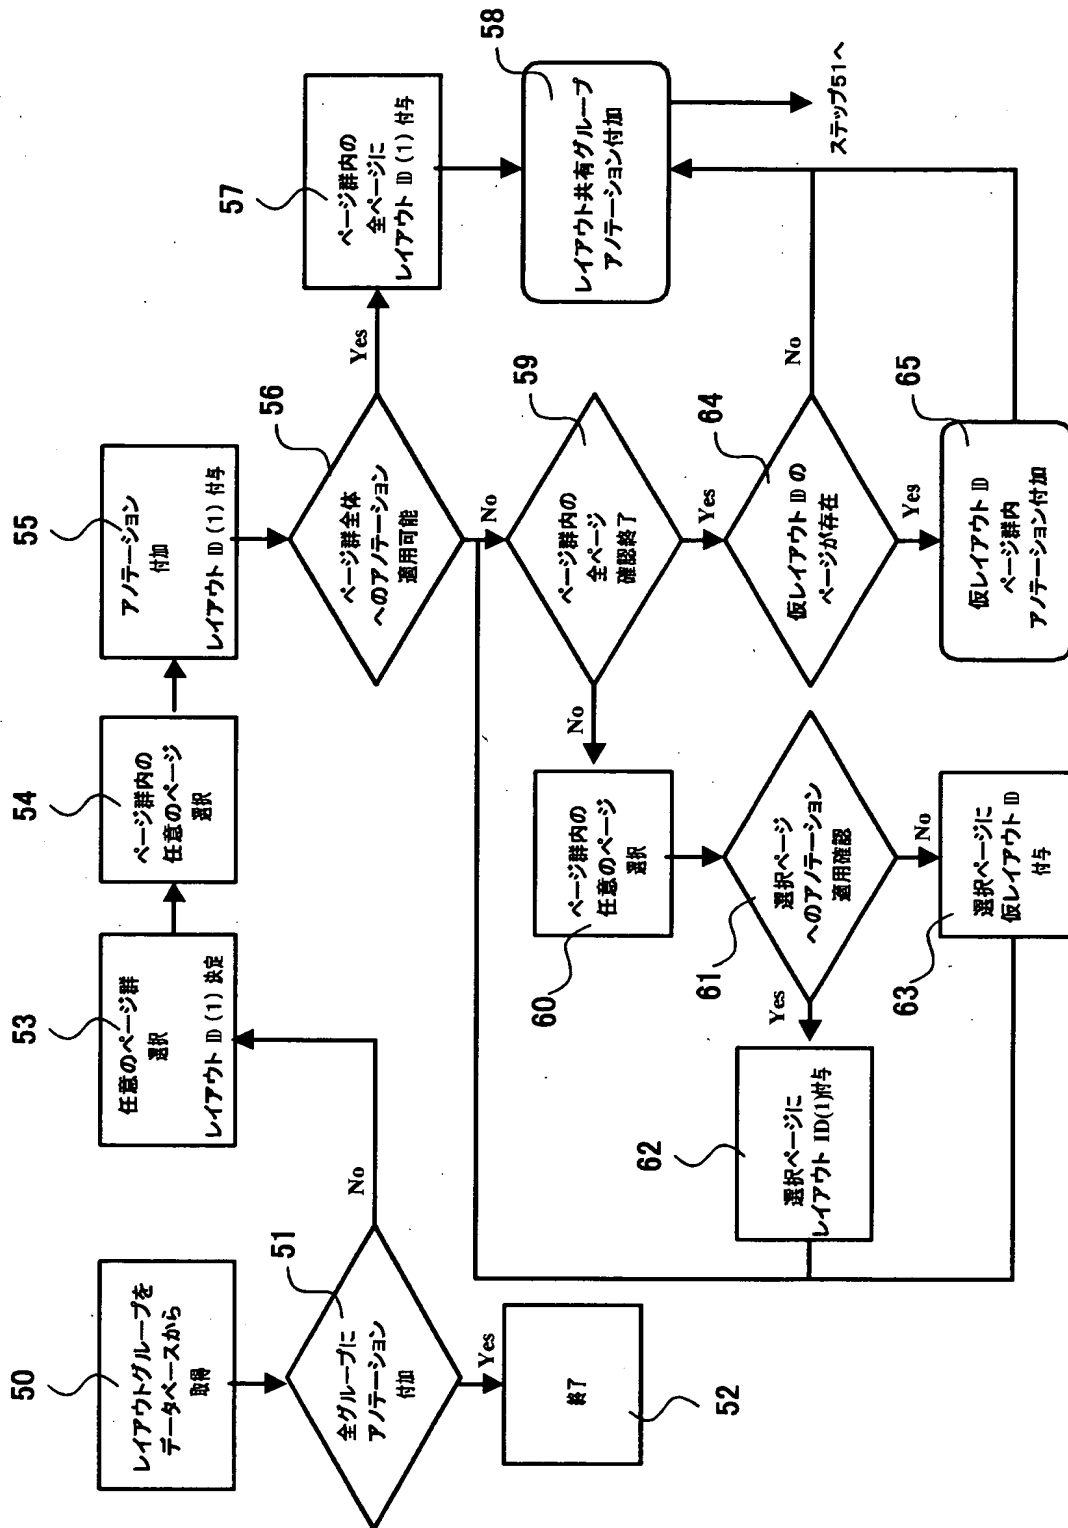 50
レイアウトグループを
データベースから
取得
51
全グループに
アノテーション
付加
No
Yes
終了
52
53
任意のページ群
選択
レイアウト ID (1) 決定
54
ページ群内の
任意のページ
選択
55
アノテーション
付加
レイアウト ID (1) 付与
56
ページ群全体
へのアノテーション
適用可能
Yes
No
57
ページ群内の
全ページに
レイアウト ID (1) 付与
58
レイアウト共有グループ
アノテーション付加
ステップ51へ
59
ページ群内の
全ページ
確認終了
No
Yes
60
ページ群内の
任意のページ
選択
61
選択ページ
へのアノテーション
適用確認
Yes
No
62
選択ページに
レイアウト ID(1)付与
63
選択ページに
仮レイアウト ID
付与
64
仮レイアウト ID の
ページが存在
No
Yes
65
仮レイアウト ID
ページ群内
アノテーション付加